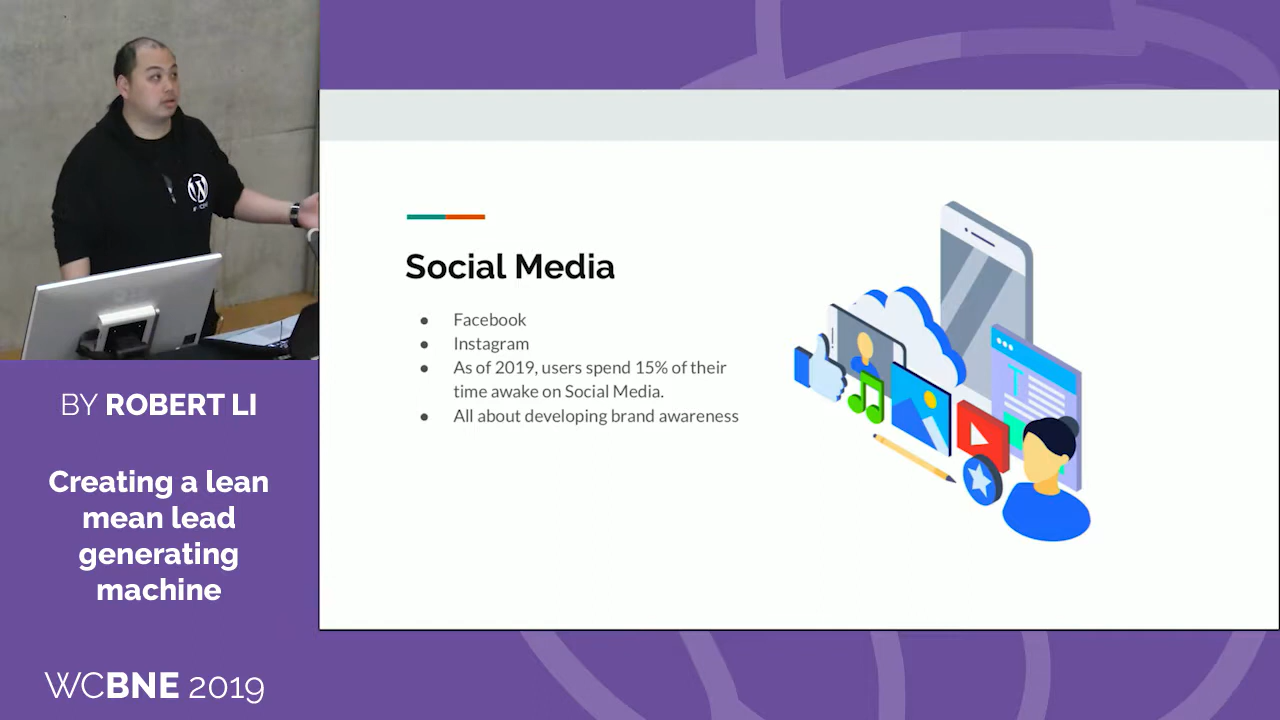 BY ROBERT LI
Creating a lean
mean lead
generating
machine
WCBNE 2019
Social Media
● Facebook
● Instagram
● As of 2019, users spend 15% of their
time awake on Social Media.
● All about developing brand awareness